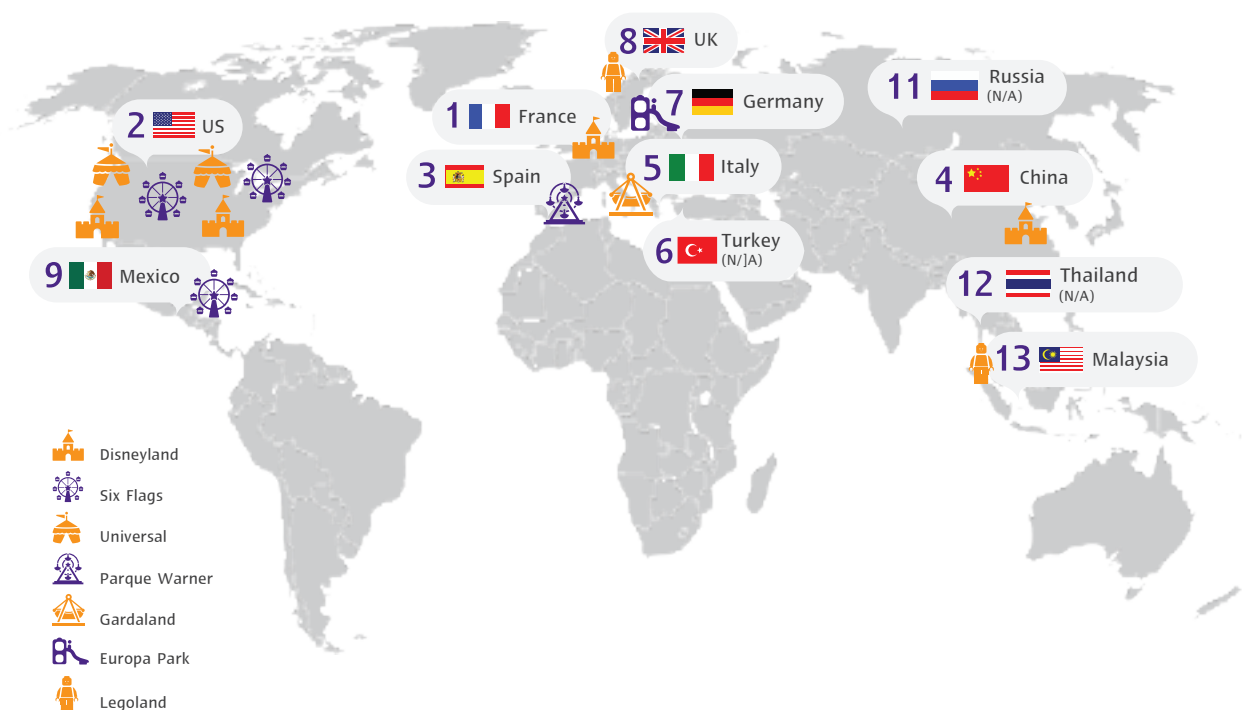 8 UK
11 Russia
(N/A)
1 France
7 Germany
2 US
3 Spain
5 Italy
4 China
6 Turkey
(N/]A)
9 Mexico
12 Thailand
(N/A)
13 Malaysia
Disneyland
Six Flags
Universal
Parque Warner
Gardaland
Europa Park
Legoland